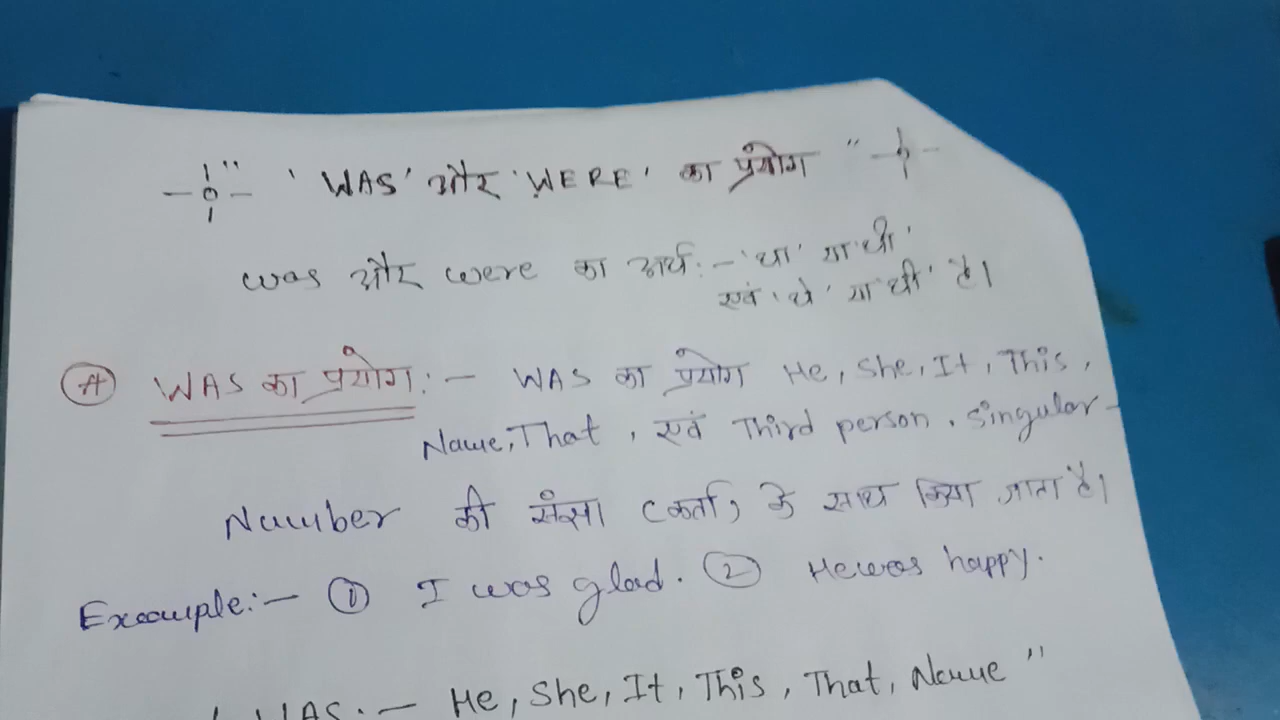 " 'WAS' और 'WERE' का प्रयोग "
was और were का अर्थ:- 'था' या 'थी'
एवं 'थे' या 'थी' है।
(A) WAS का प्रयोग:- WAS का प्रयोग He, She, It, This,
Name, That, एवं Third person, Singular-
Number की संज्ञा (कर्ता) के साथ किया जाता है।
Example:- ① I was glad. ② He was happy.
WAS:- He, She, It, This, That, Name "